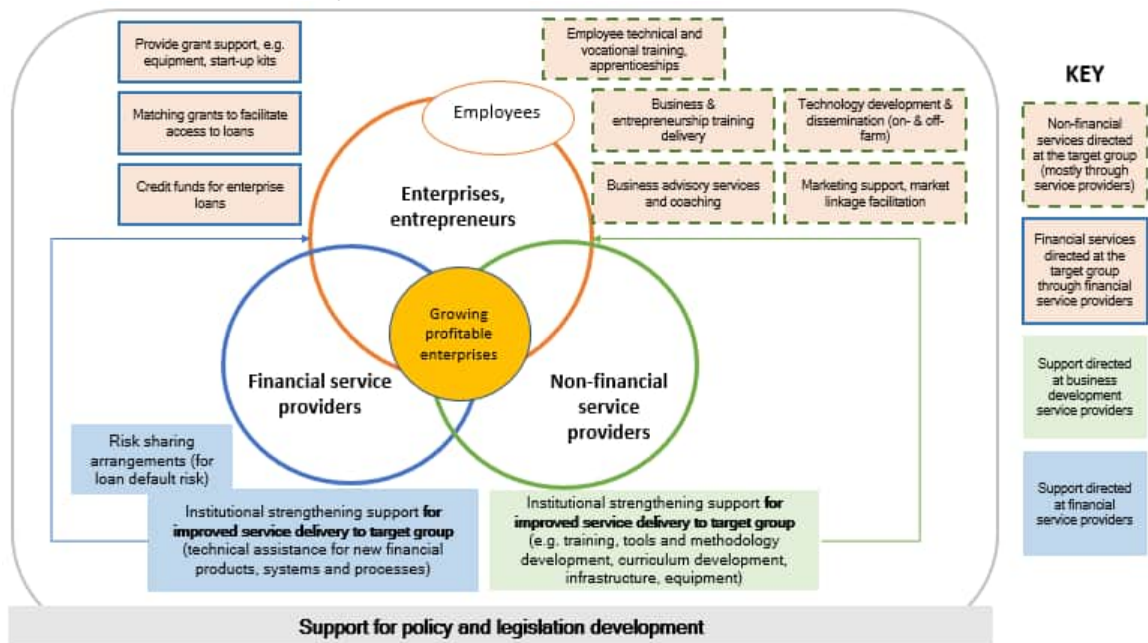 Provide grant support, e.g.
equipment, start-up kits
Matching grants to facilitate
access to loans
Credit funds for enterprise
loans
Employee technical and
vocational training,
apprenticeships
Business &
entrepreneurship training
delivery
Technology development &
dissemination (on- & off-
farm)
Business advisory services
and coaching
Marketing support, market
linkage facilitation
Employees
Enterprises,
entrepreneurs
Growing
profitable
enterprises
Financial service
providers
Non-financial
service
providers
Risk sharing
arrangements (for
loan default risk)
Institutional strengthening support for
improved service delivery to target group
(technical assistance for new financial
products, systems and processes)
Institutional strengthening support for
improved service delivery to target group
(e.g. training, tools and methodology
development, curriculum development,
infrastructure, equipment)
Support for policy and legislation development
KEY
Non-financial
services directed
at the target group
(mostly through
service providers)
Financial services
directed at the
target group
through financial
service providers
Support directed
at business
development
service providers
Support directed
at financial
service providers